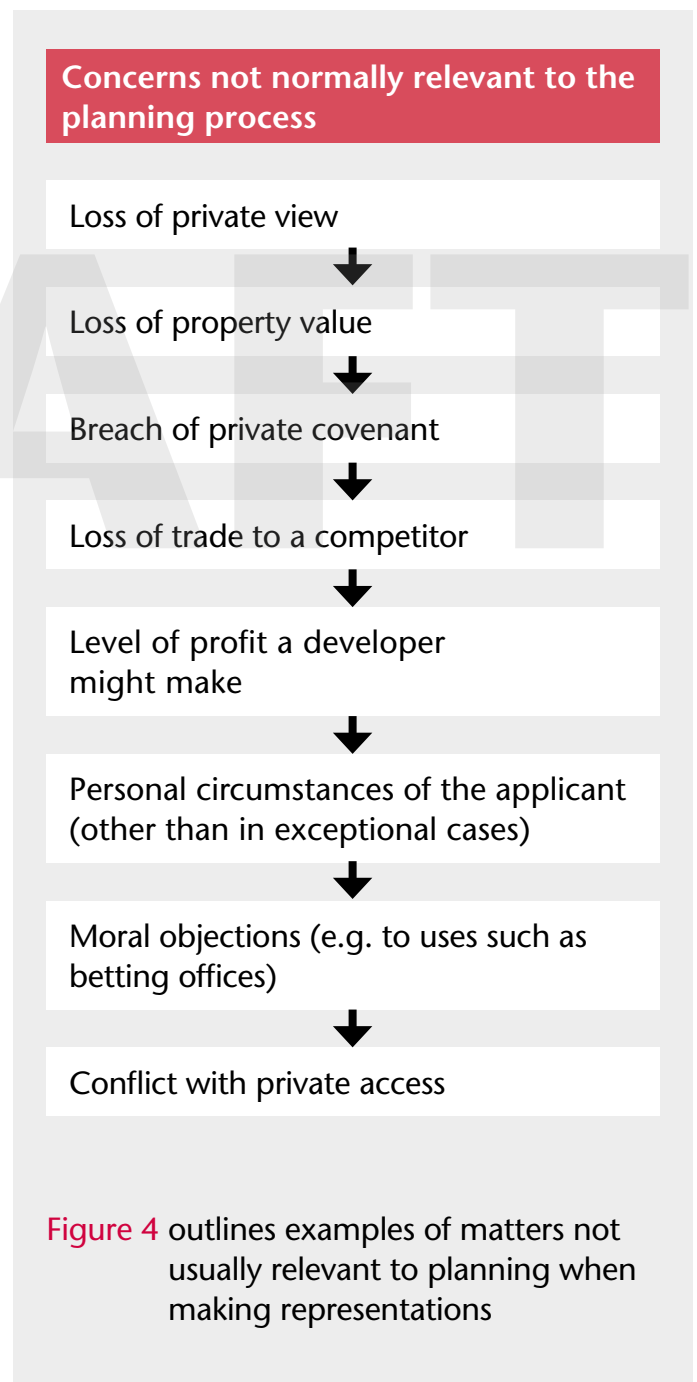 Concerns not normally relevant to the
planning process
Loss of private view
Loss of property value
Breach of private covenant
Loss of trade to a competitor
Level of profit a developer
might make
Personal circumstances of the applicant
(other than in exceptional cases)
Moral objections (e.g. to uses such as
betting offices)
Conflict with private access
Figure 4 outlines examples of matters not
usually relevant to planning when
making representations
AFT